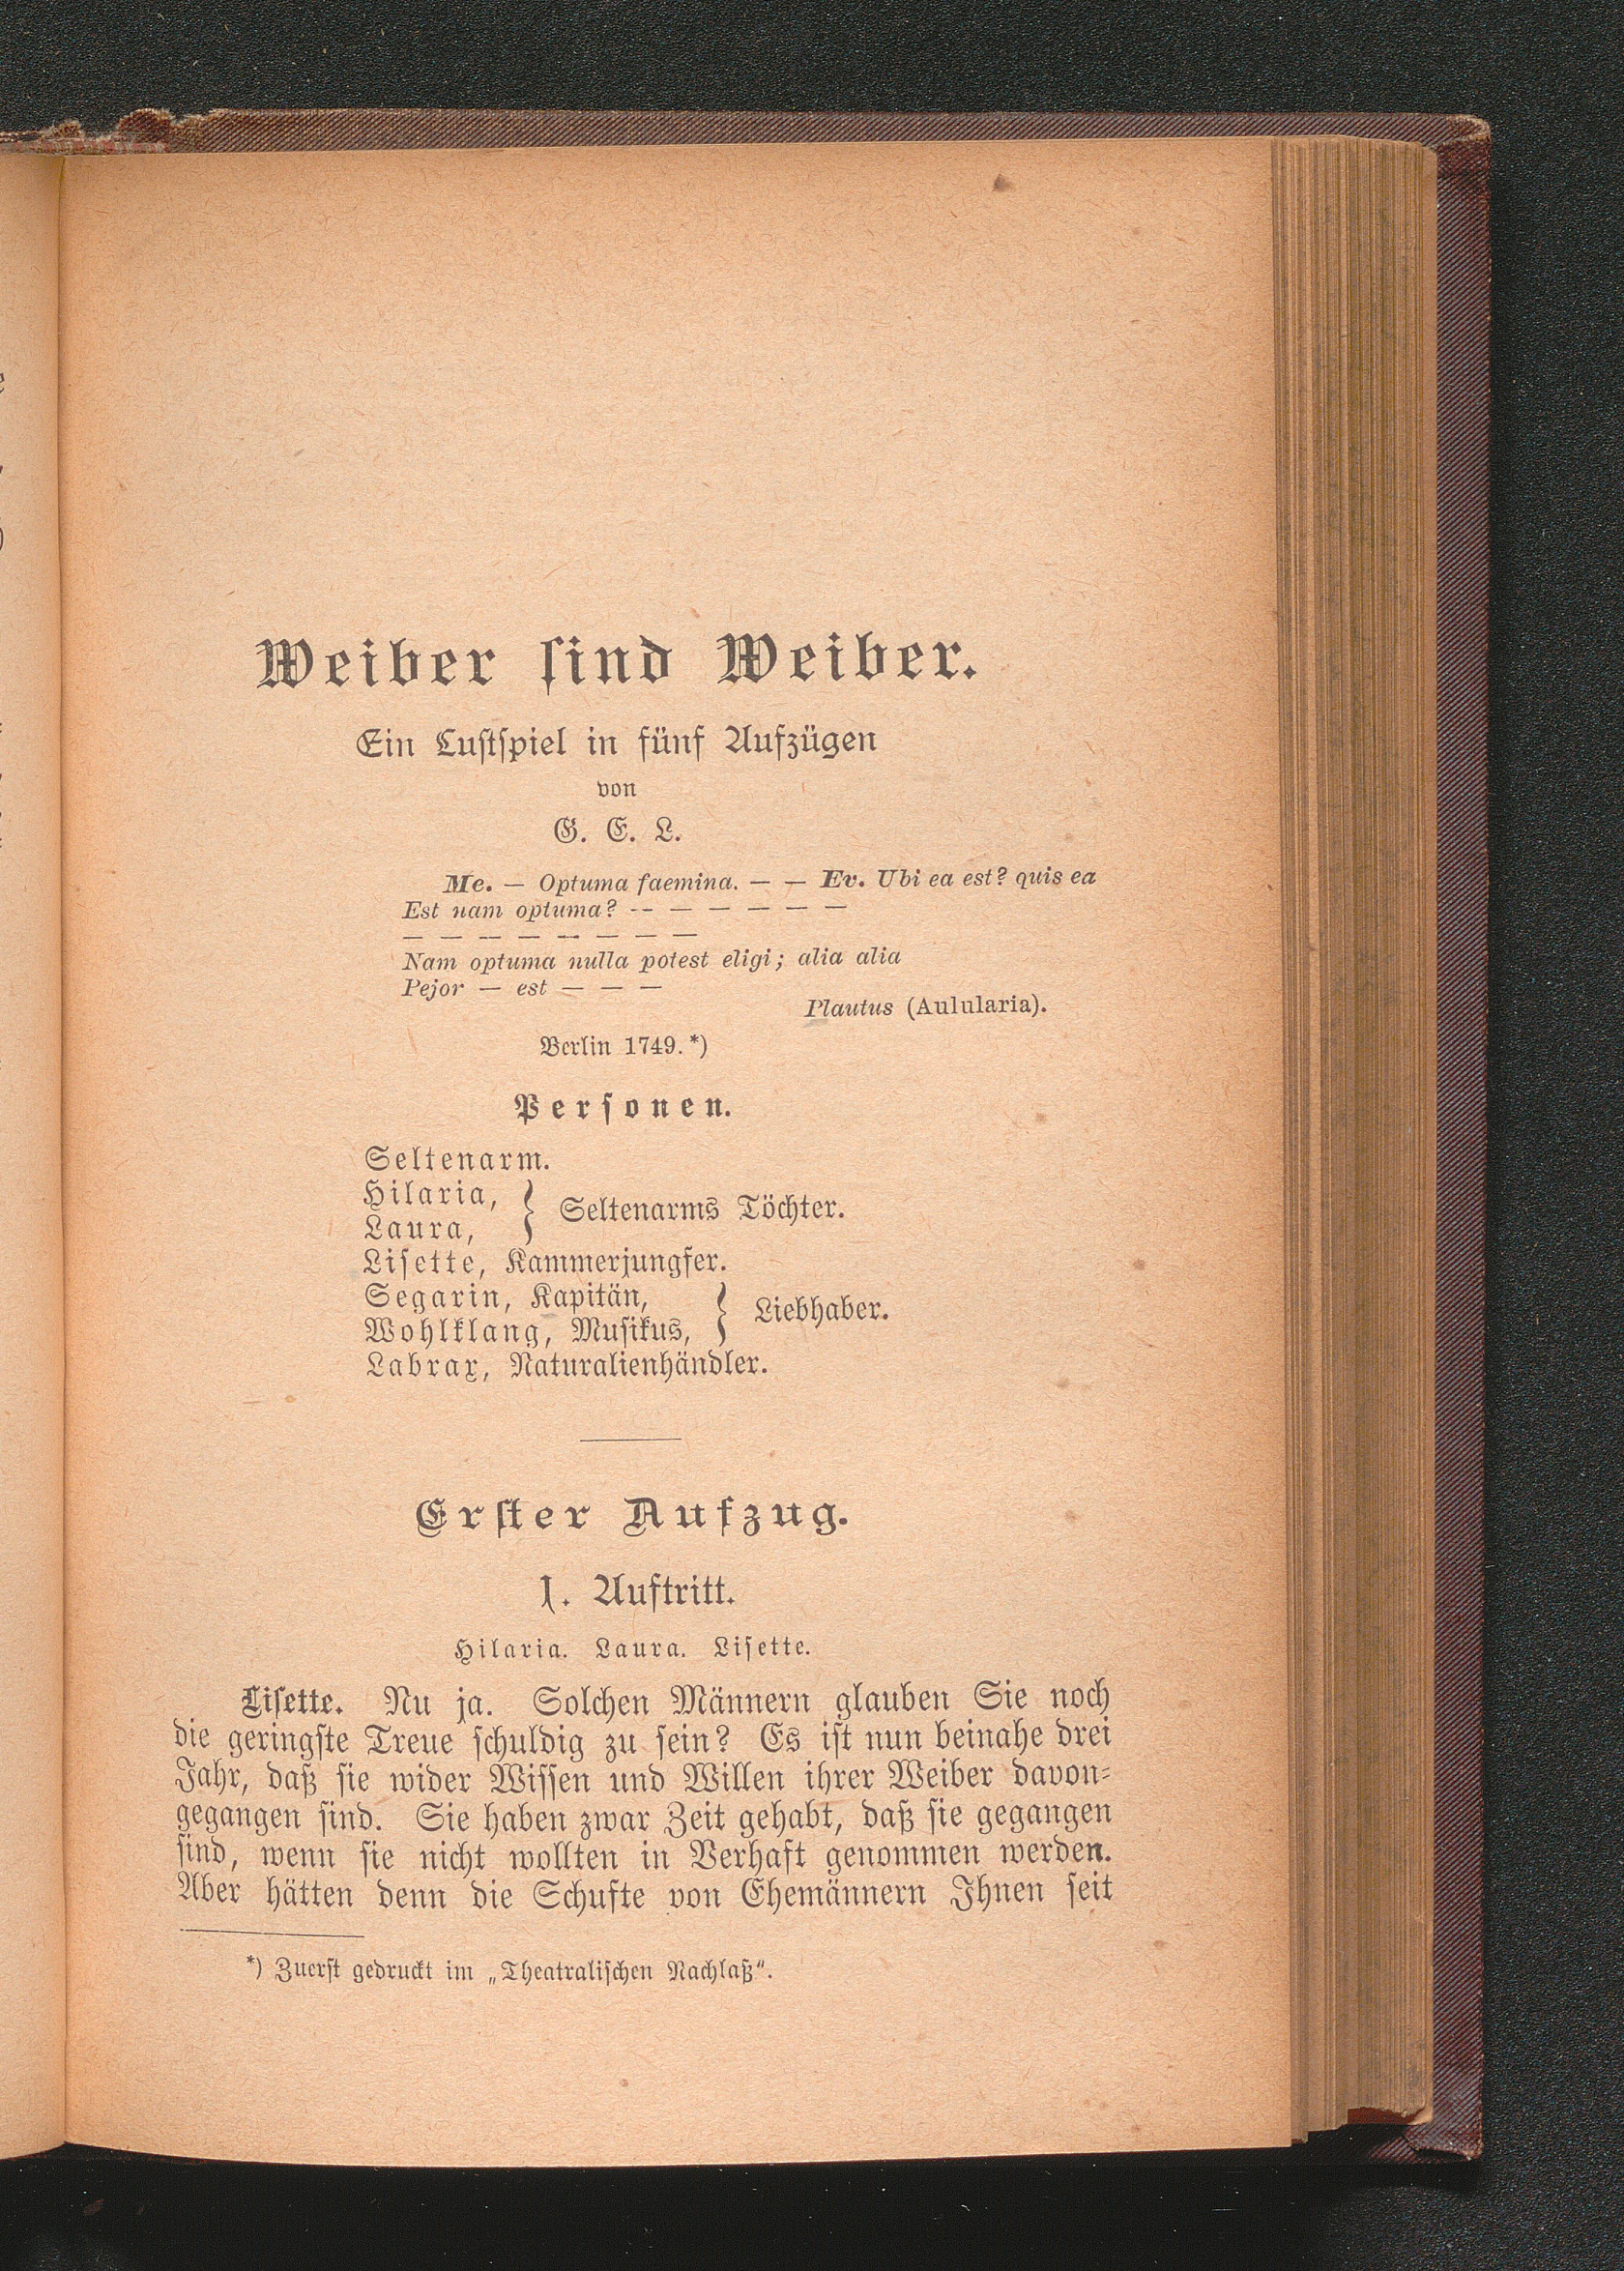 Weiber sind Weiber.
Ein Lustspiel in fünf Aufzügen
von
G. E. L.
Me. — Optuma faemina. — — Ev. Ubi ea est? quis ea
Est nam optuma? -- — — — — —
— — — — -- — — —
Nam optuma nulla potest eligi; alia alia
Pejor — est — — —
Plautus (Aulularia).
Berlin 1749.*)
Personen.
Seltenarm.
Hilaria,
Laura,
} Seltenarms Töchter.
Lisette, Kammerjungfer.
Segarin, Kapitän,
Wohlklang, Musikus,
} Liebhaber.
Labrax, Naturalienhändler.
Erster Aufzug.
1. Auftritt.
Hilaria. Laura. Lisette.
Lisette. Nu ja. Solchen Männern glauben Sie noch
die geringste Treue schuldig zu sein? Es ist nun beinahe drei
Jahr, daß sie wider Wissen und Willen ihrer Weiber davon-
gegangen sind. Sie haben zwar Zeit gehabt, daß sie gegangen
sind, wenn sie nicht wollten in Verhaft genommen werden.
Aber hätten denn die Schufte von Ehemännern Ihnen seit
*) Zuerst gedruckt im „Theatralischen Nachlaß“.